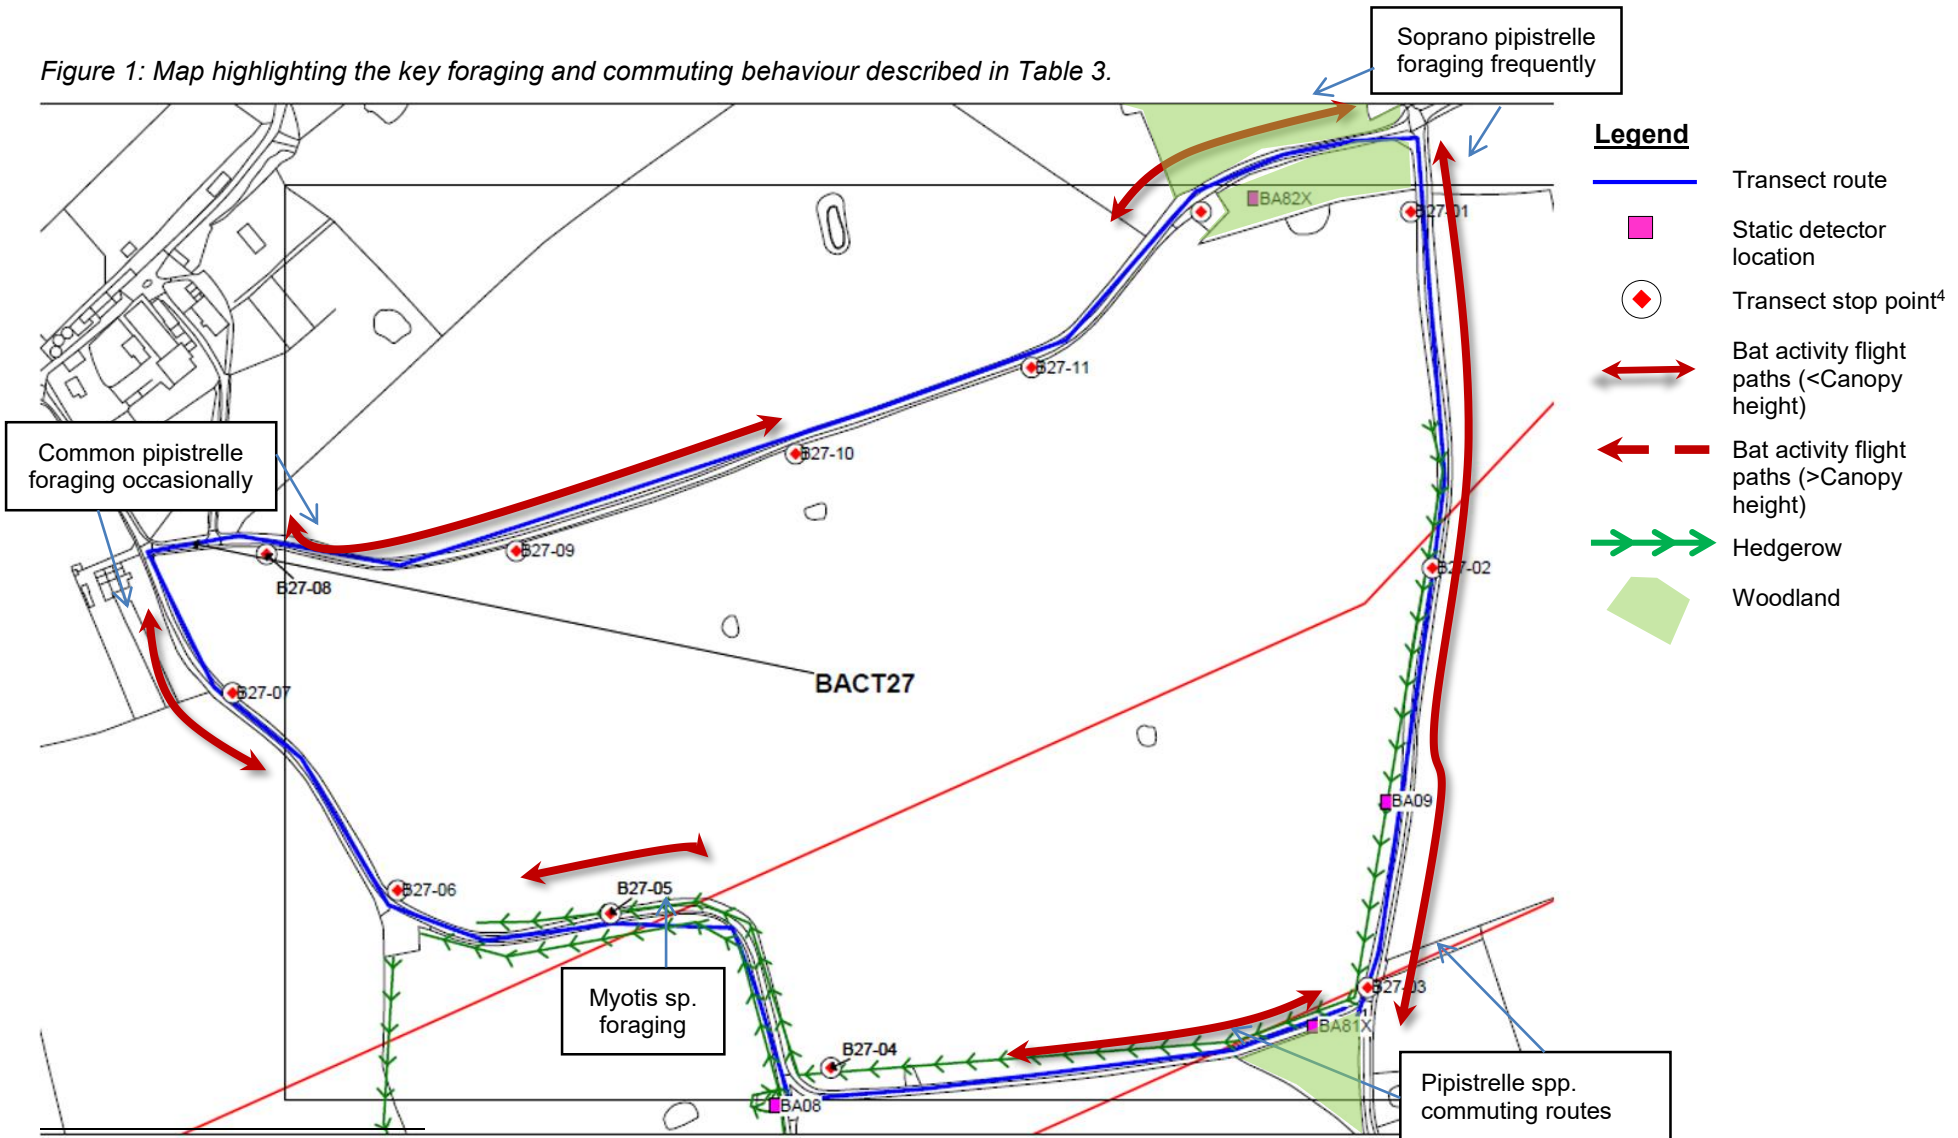 Figure 1: Map highlighting the key foraging and commuting behaviour described in Table 3.
Soprano pipistrelle
foraging frequently
Legend
Transect route
Static detector
location
Transect stop point4
Bat activity flight
paths (<Canopy
height)
Bat activity flight
paths (>Canopy
height)
Hedgerow
Woodland
BA82X
B27-01
B27-11
Common pipistrelle
foraging occasionally
B27-10
B27-09
B27-02
B27-08
BACT27
B27-07
BA09
B27-06
B27-05
B27-03
Myotis sp.
foraging
BA81X
B27-04
BA08
Pipistrelle spp.
commuting routes